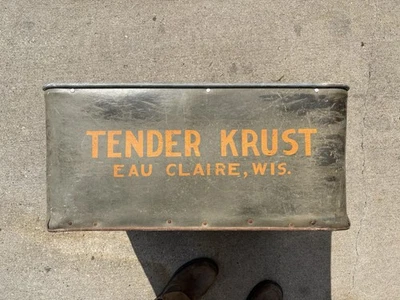 TENDER KRUST
EAU CLAIRE, WIS.